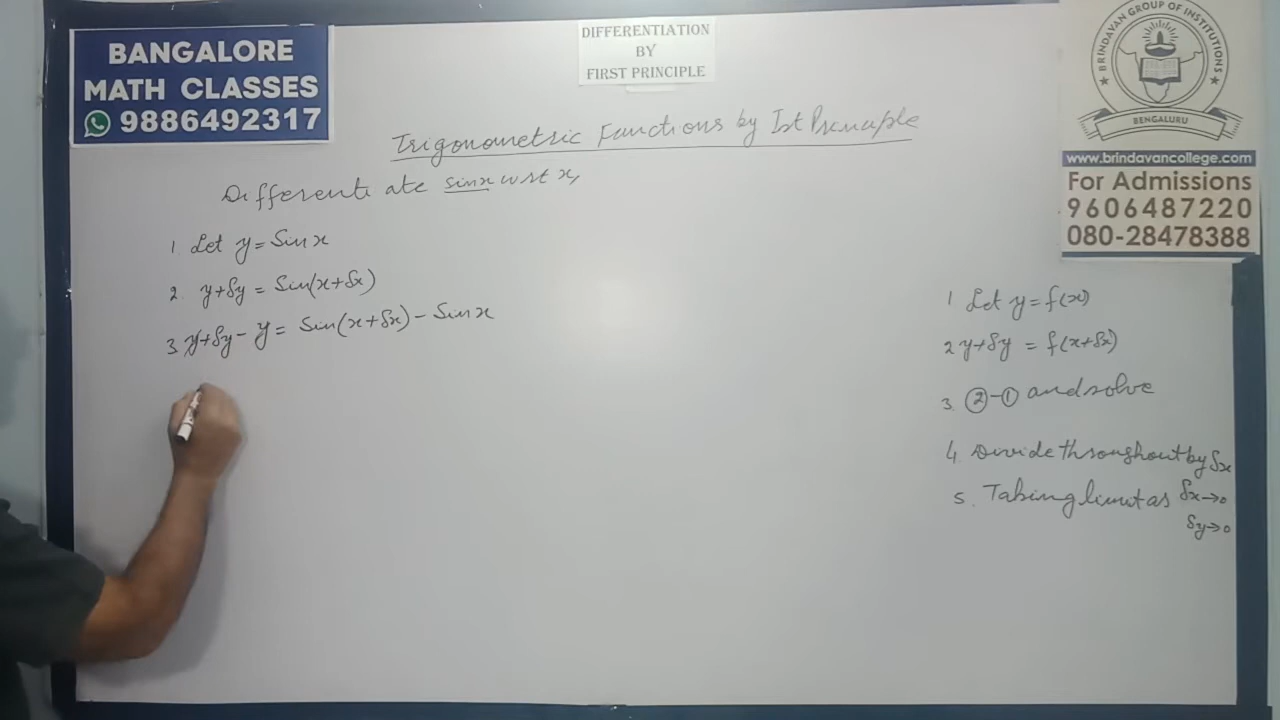 BANGALORE
MATH CLASSES
9886492317
DIFFERENTIATION
BY
FIRST PRINCIPLE
BRINDAVAN GROUP OF INSTITUTIONS
BENGALURU
www.brindavancollege.com
For Admissions
9606487220
080-28478388
Trigonometric Functions by Ist Principle
Differentiate sinx wrt x,
1 Let y = Sin x
2. y+δy = Sin(x+δx)
3 y+δy - y = Sin(x+δx) - Sin x
1 Let y = f(x)
2 y+δy = f(x+δx)
3. ②-① and solve
4 Divide throughout by δx
5. Taking limit as δx→0
δy→0